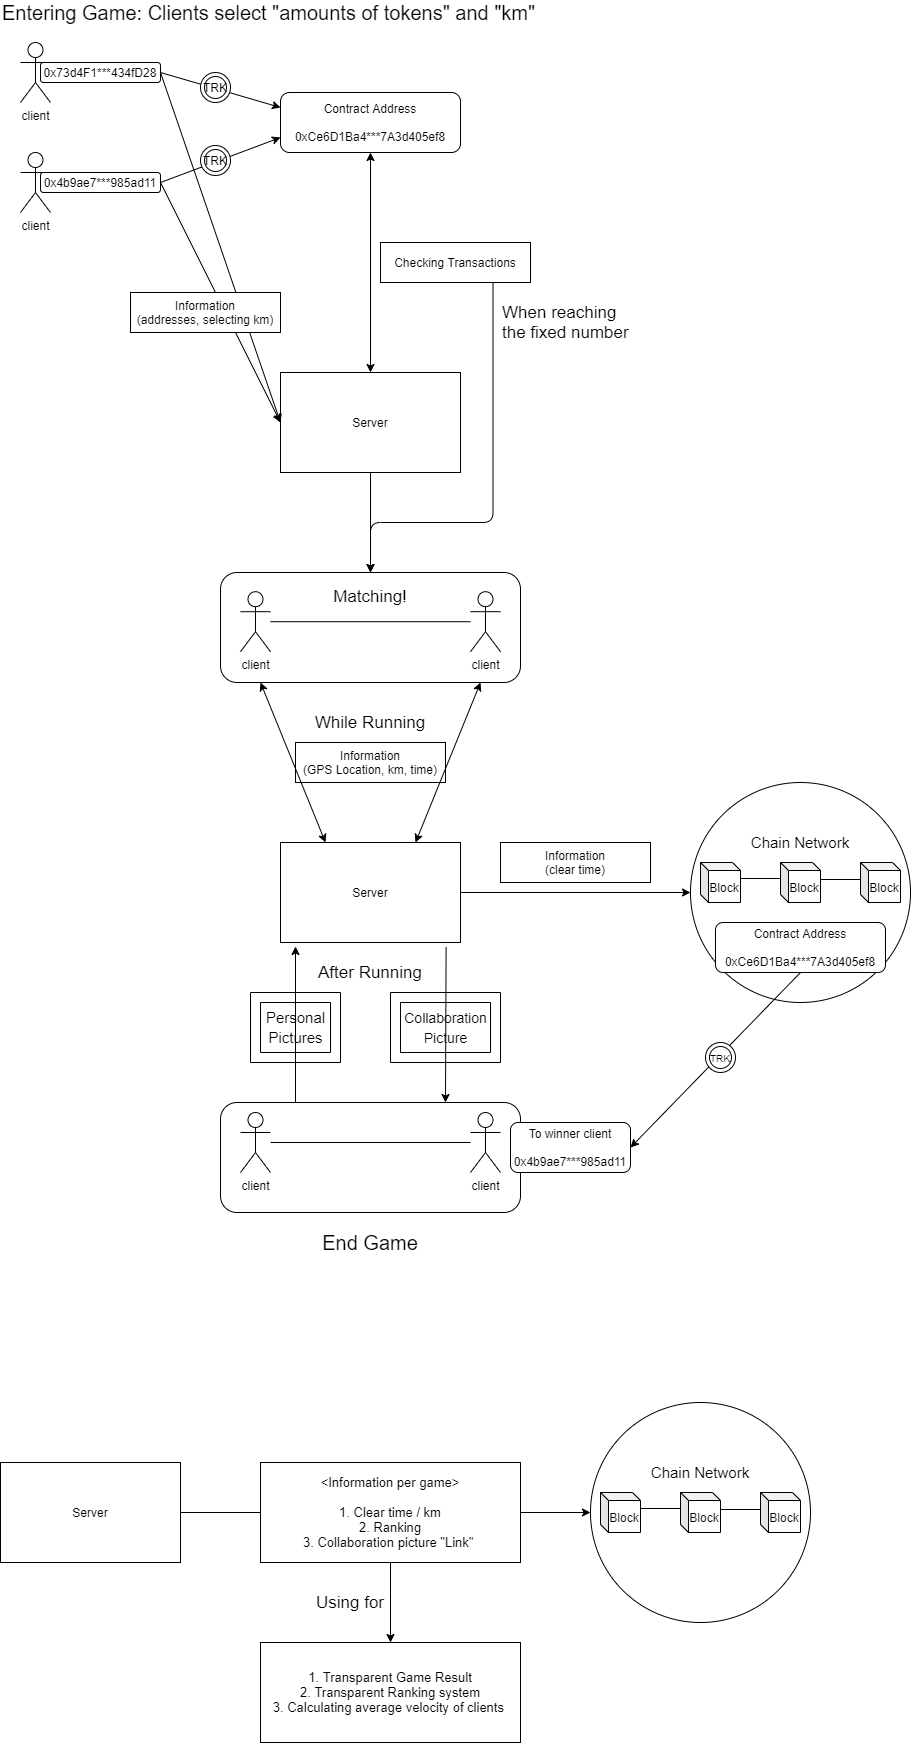 Entering Game: Clients select "amounts of tokens" and "km"
0x73d4F1***434fD28
client
TRK
Contract Address
0xCe6D1Ba4***7A3d405ef8
TRK
0x4b9ae7***985ad11
client
Checking Transactions
Information
(addresses, selecting km)
When reaching
the fixed number
Server
Matching!
client
client
While Running
Information
(GPS Location, km, time)
Server
Information
(clear time)
Chain Network
Block
Block
Block
Contract Address
0xCe6D1Ba4***7A3d405ef8
After Running
Personal
Pictures
Collaboration
Picture
TRK
client
client
To winner client
0x4b9ae7***985ad11
End Game
Server
<Information per game>
1. Clear time / km
2. Ranking
3. Collaboration picture "Link"
Chain Network
Block
Block
Block
Using for
1. Transparent Game Result
2. Transparent Ranking system
3. Calculating average velocity of clients